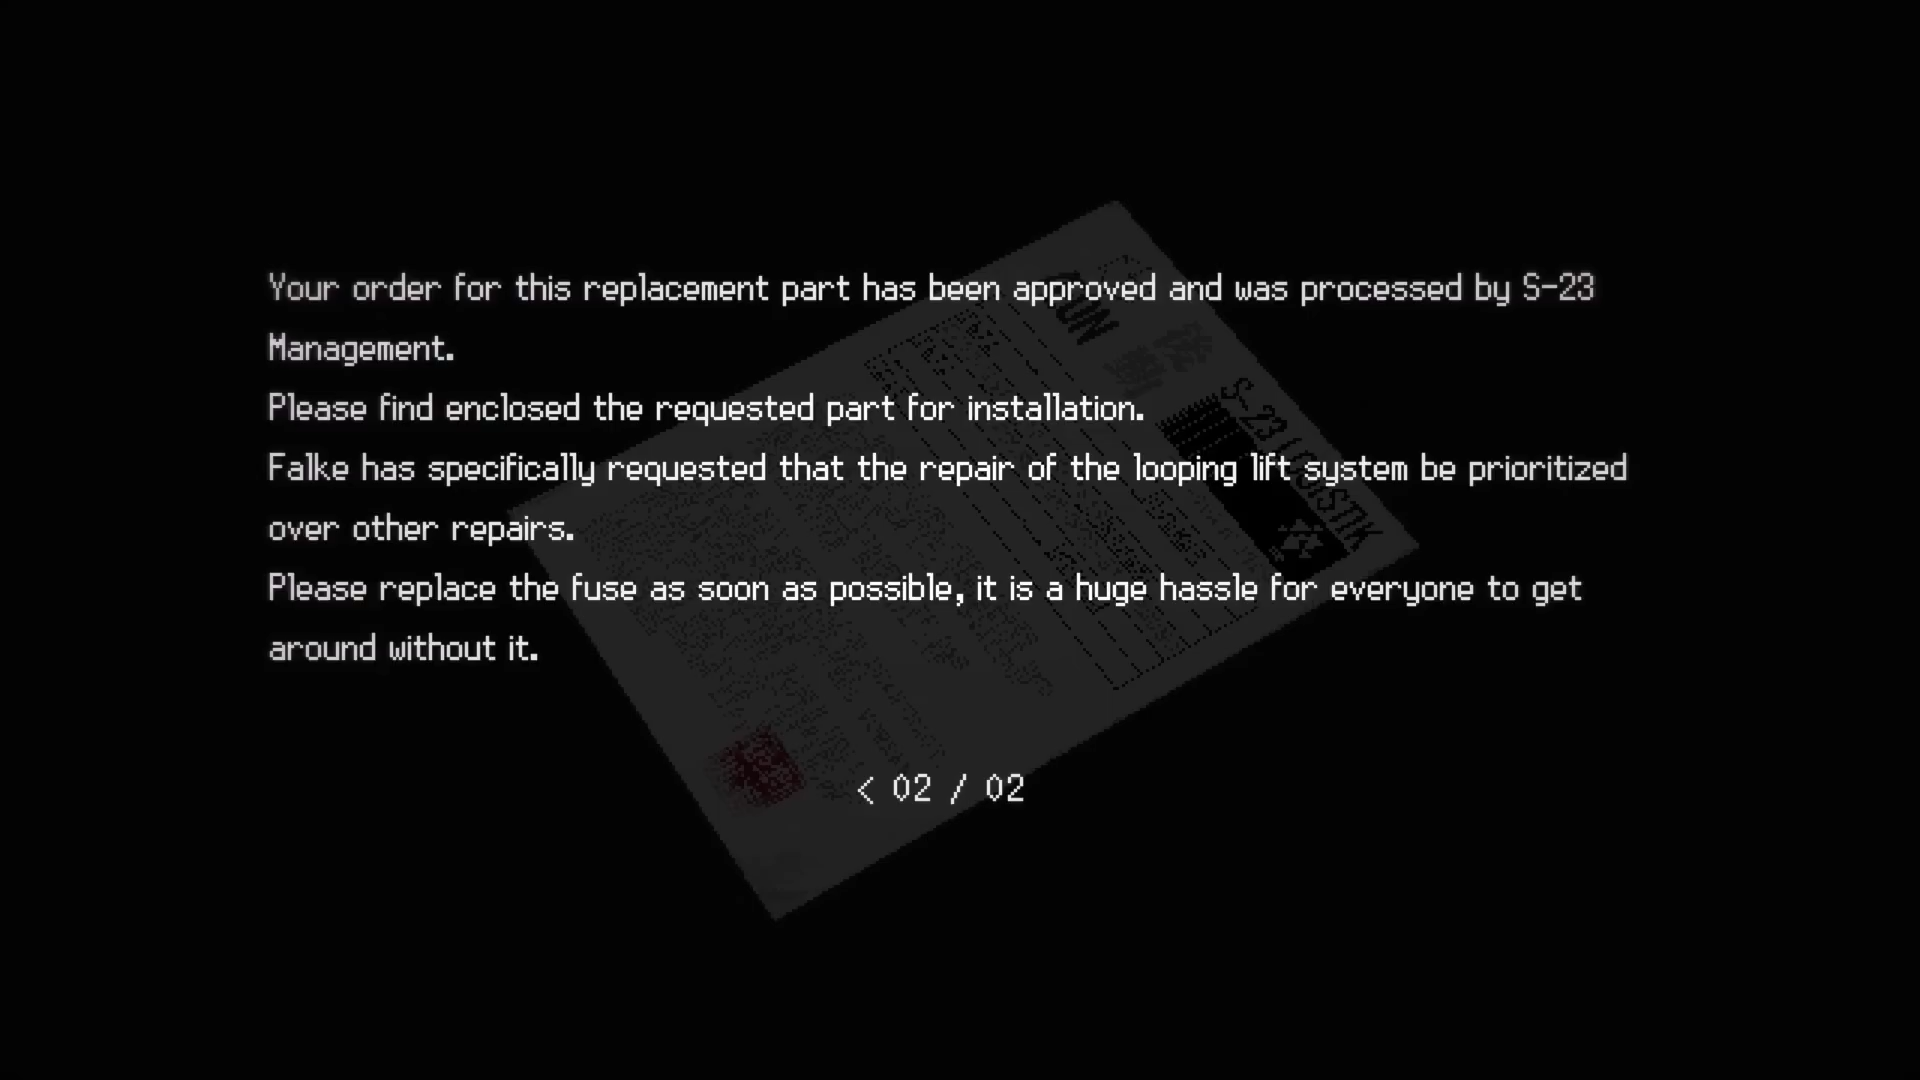 Your order for this replacement part has been approved and was processed by S-23
Management.
Please find enclosed the requested part for installation.
Falke has specifically requested that the repair of the looping lift system be prioritized
over other repairs.
Please replace the fuse as soon as possible, it is a huge hassle for everyone to get
around without it.
< 02 / 02
S-23 LOGISTIK